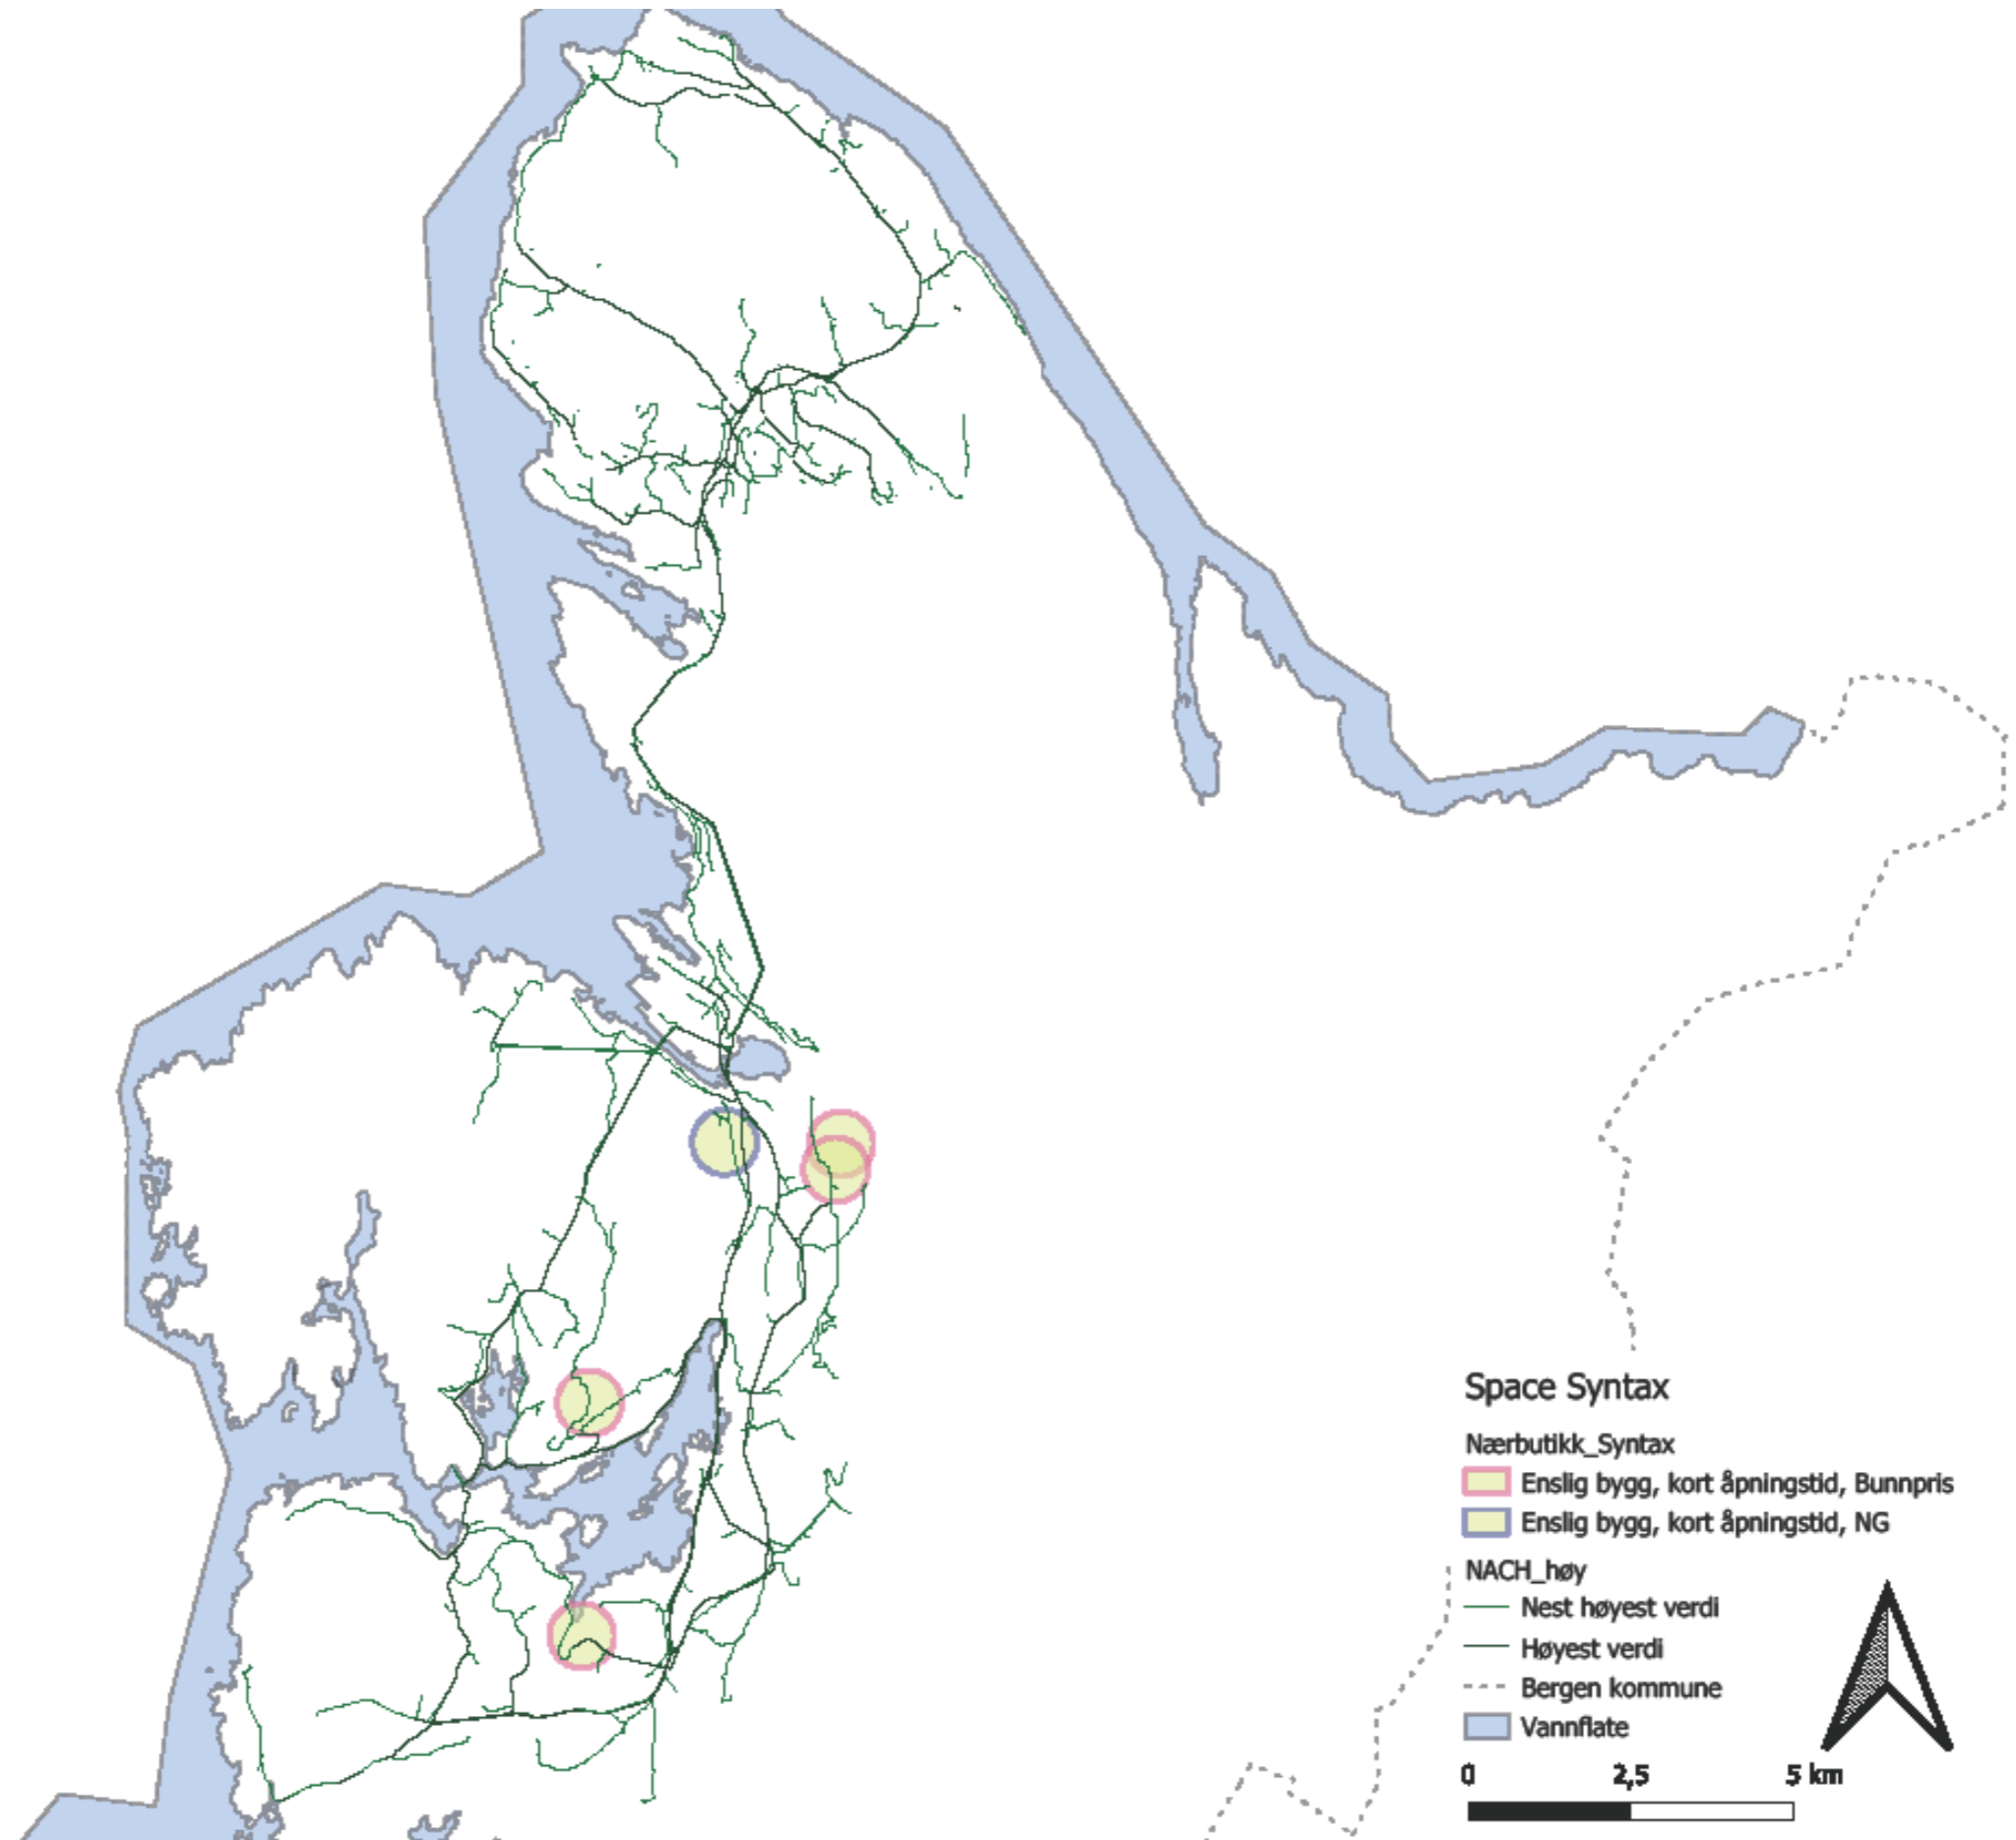 Space Syntax
Nærbutikk_Syntax
Enslig bygg, kort åpningstid, Bunnpris
Enslig bygg, kort åpningstid, NG
NACH_høy
Nest høyest verdi
Høyest verdi
Bergen kommune
Vannflate
0 2,5 5 km